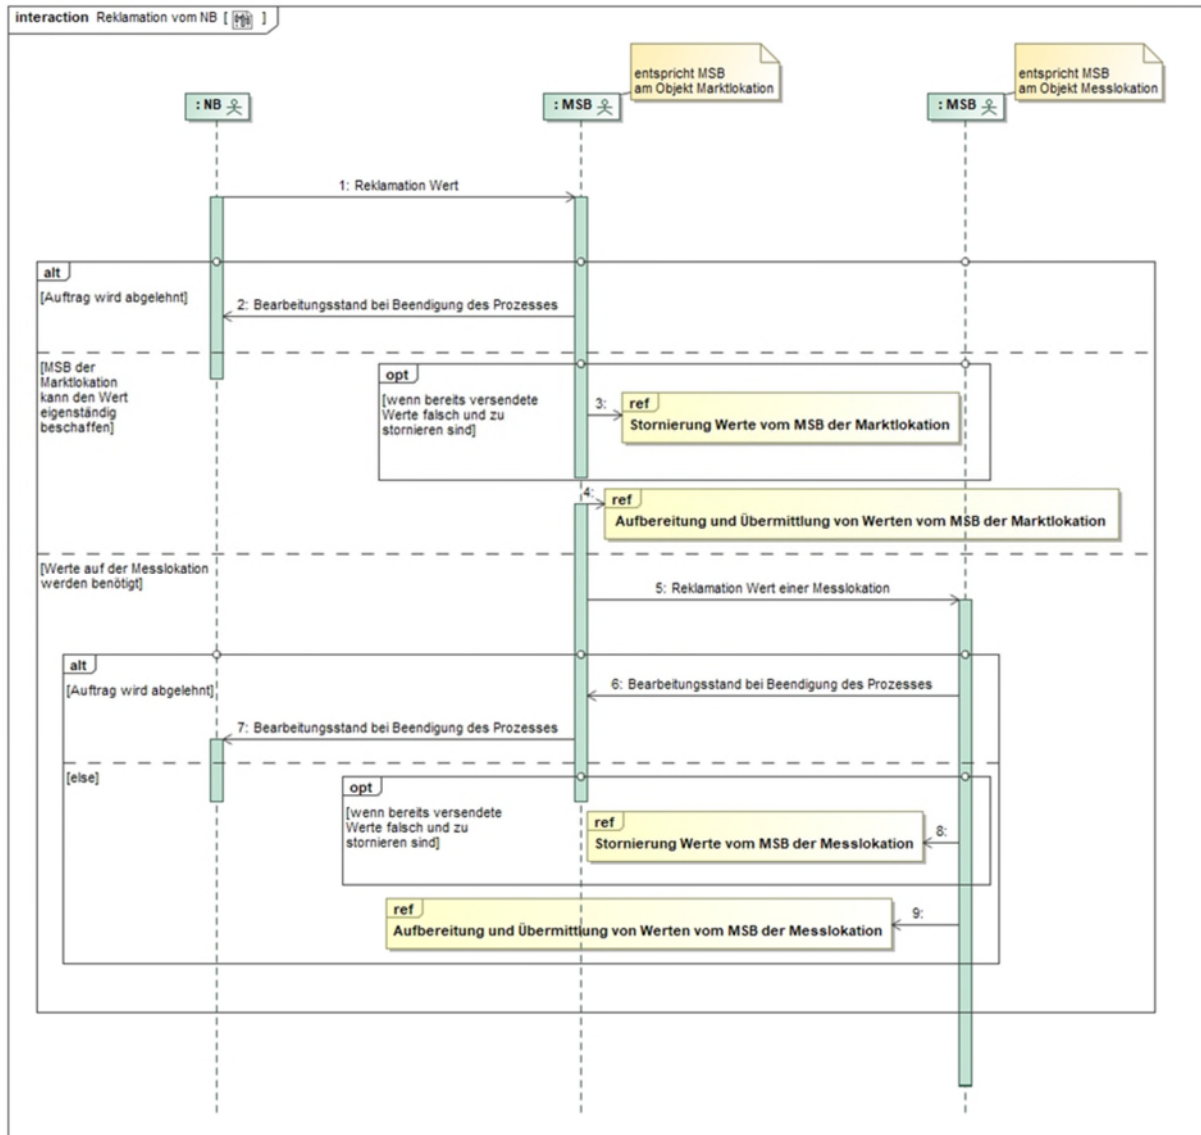 interaction Reklamation vom NB [ ]
entspricht MSB
am Objekt Marktlokation
entspricht MSB
am Objekt Messlokation
: NB
: MSB
: MSB
1: Reklamation Wert
alt
[Auftrag wird abgelehnt]
2: Bearbeitungsstand bei Beendigung des Prozesses
[MSB der
Marktlokation
kann den Wert
eigenständig
beschaffen]
opt
[wenn bereits versendete
Werte falsch und zu
stornieren sind]
3:
ref
Stornierung Werte vom MSB der Marktlokation
4:
ref
Aufbereitung und Übermittlung von Werten vom MSB der Marktlokation
[Werte auf der Messlokation
werden benötigt]
5: Reklamation Wert einer Messlokation
alt
[Auftrag wird abgelehnt]
6: Bearbeitungsstand bei Beendigung des Prozesses
7: Bearbeitungsstand bei Beendigung des Prozesses
[else]
opt
[wenn bereits versendete
Werte falsch und zu
stornieren sind]
ref
Stornierung Werte vom MSB der Messlokation
8:
ref
Aufbereitung und Übermittlung von Werten vom MSB der Messlokation
9: